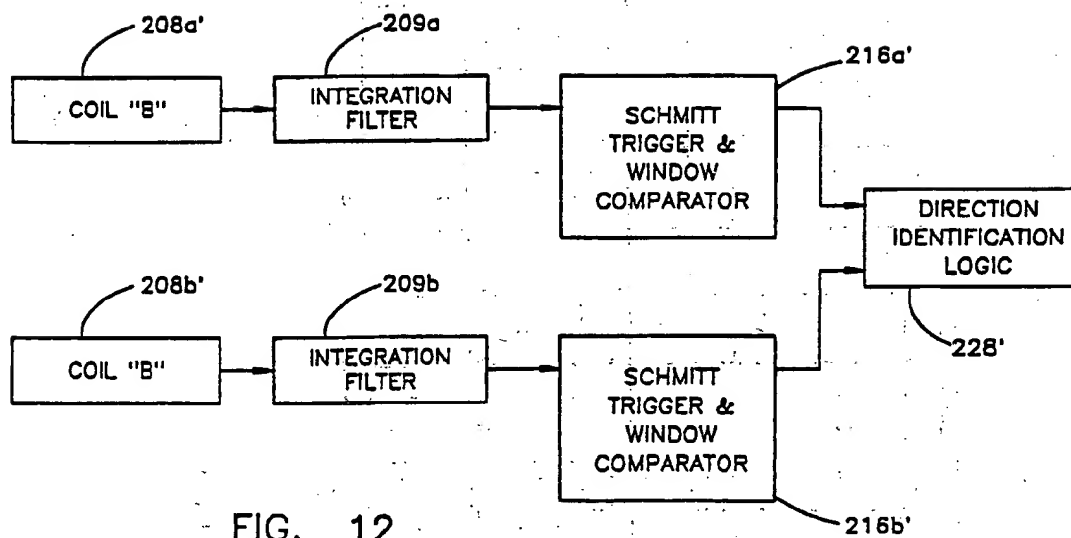 208a'
209a
216a'
COIL "B"
INTEGRATION
FILTER
SCHMITT
TRIGGER &
WINDOW
COMPARATOR
DIRECTION
IDENTIFICATION
LOGIC
208b'
209b
228'
COIL "B"
INTEGRATION
FILTER
SCHMITT
TRIGGER &
WINDOW
COMPARATOR
216b'
FIG. 12